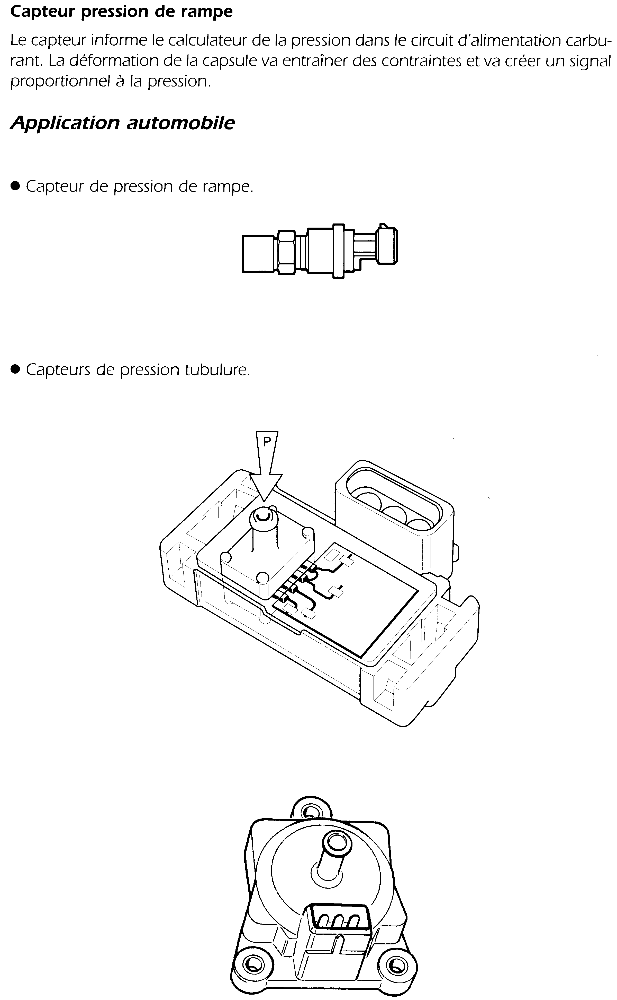 Capteur pression de rampe
Le capteur informe le calculateur de la pression dans le circuit d'alimentation carbu-
rant. La déformation de la capsule va entraîner des contraintes et va créer un signal
proportionnel à la pression.
Application automobile
● Capteur de pression de rampe.
● Capteurs de pression tubulure.
P